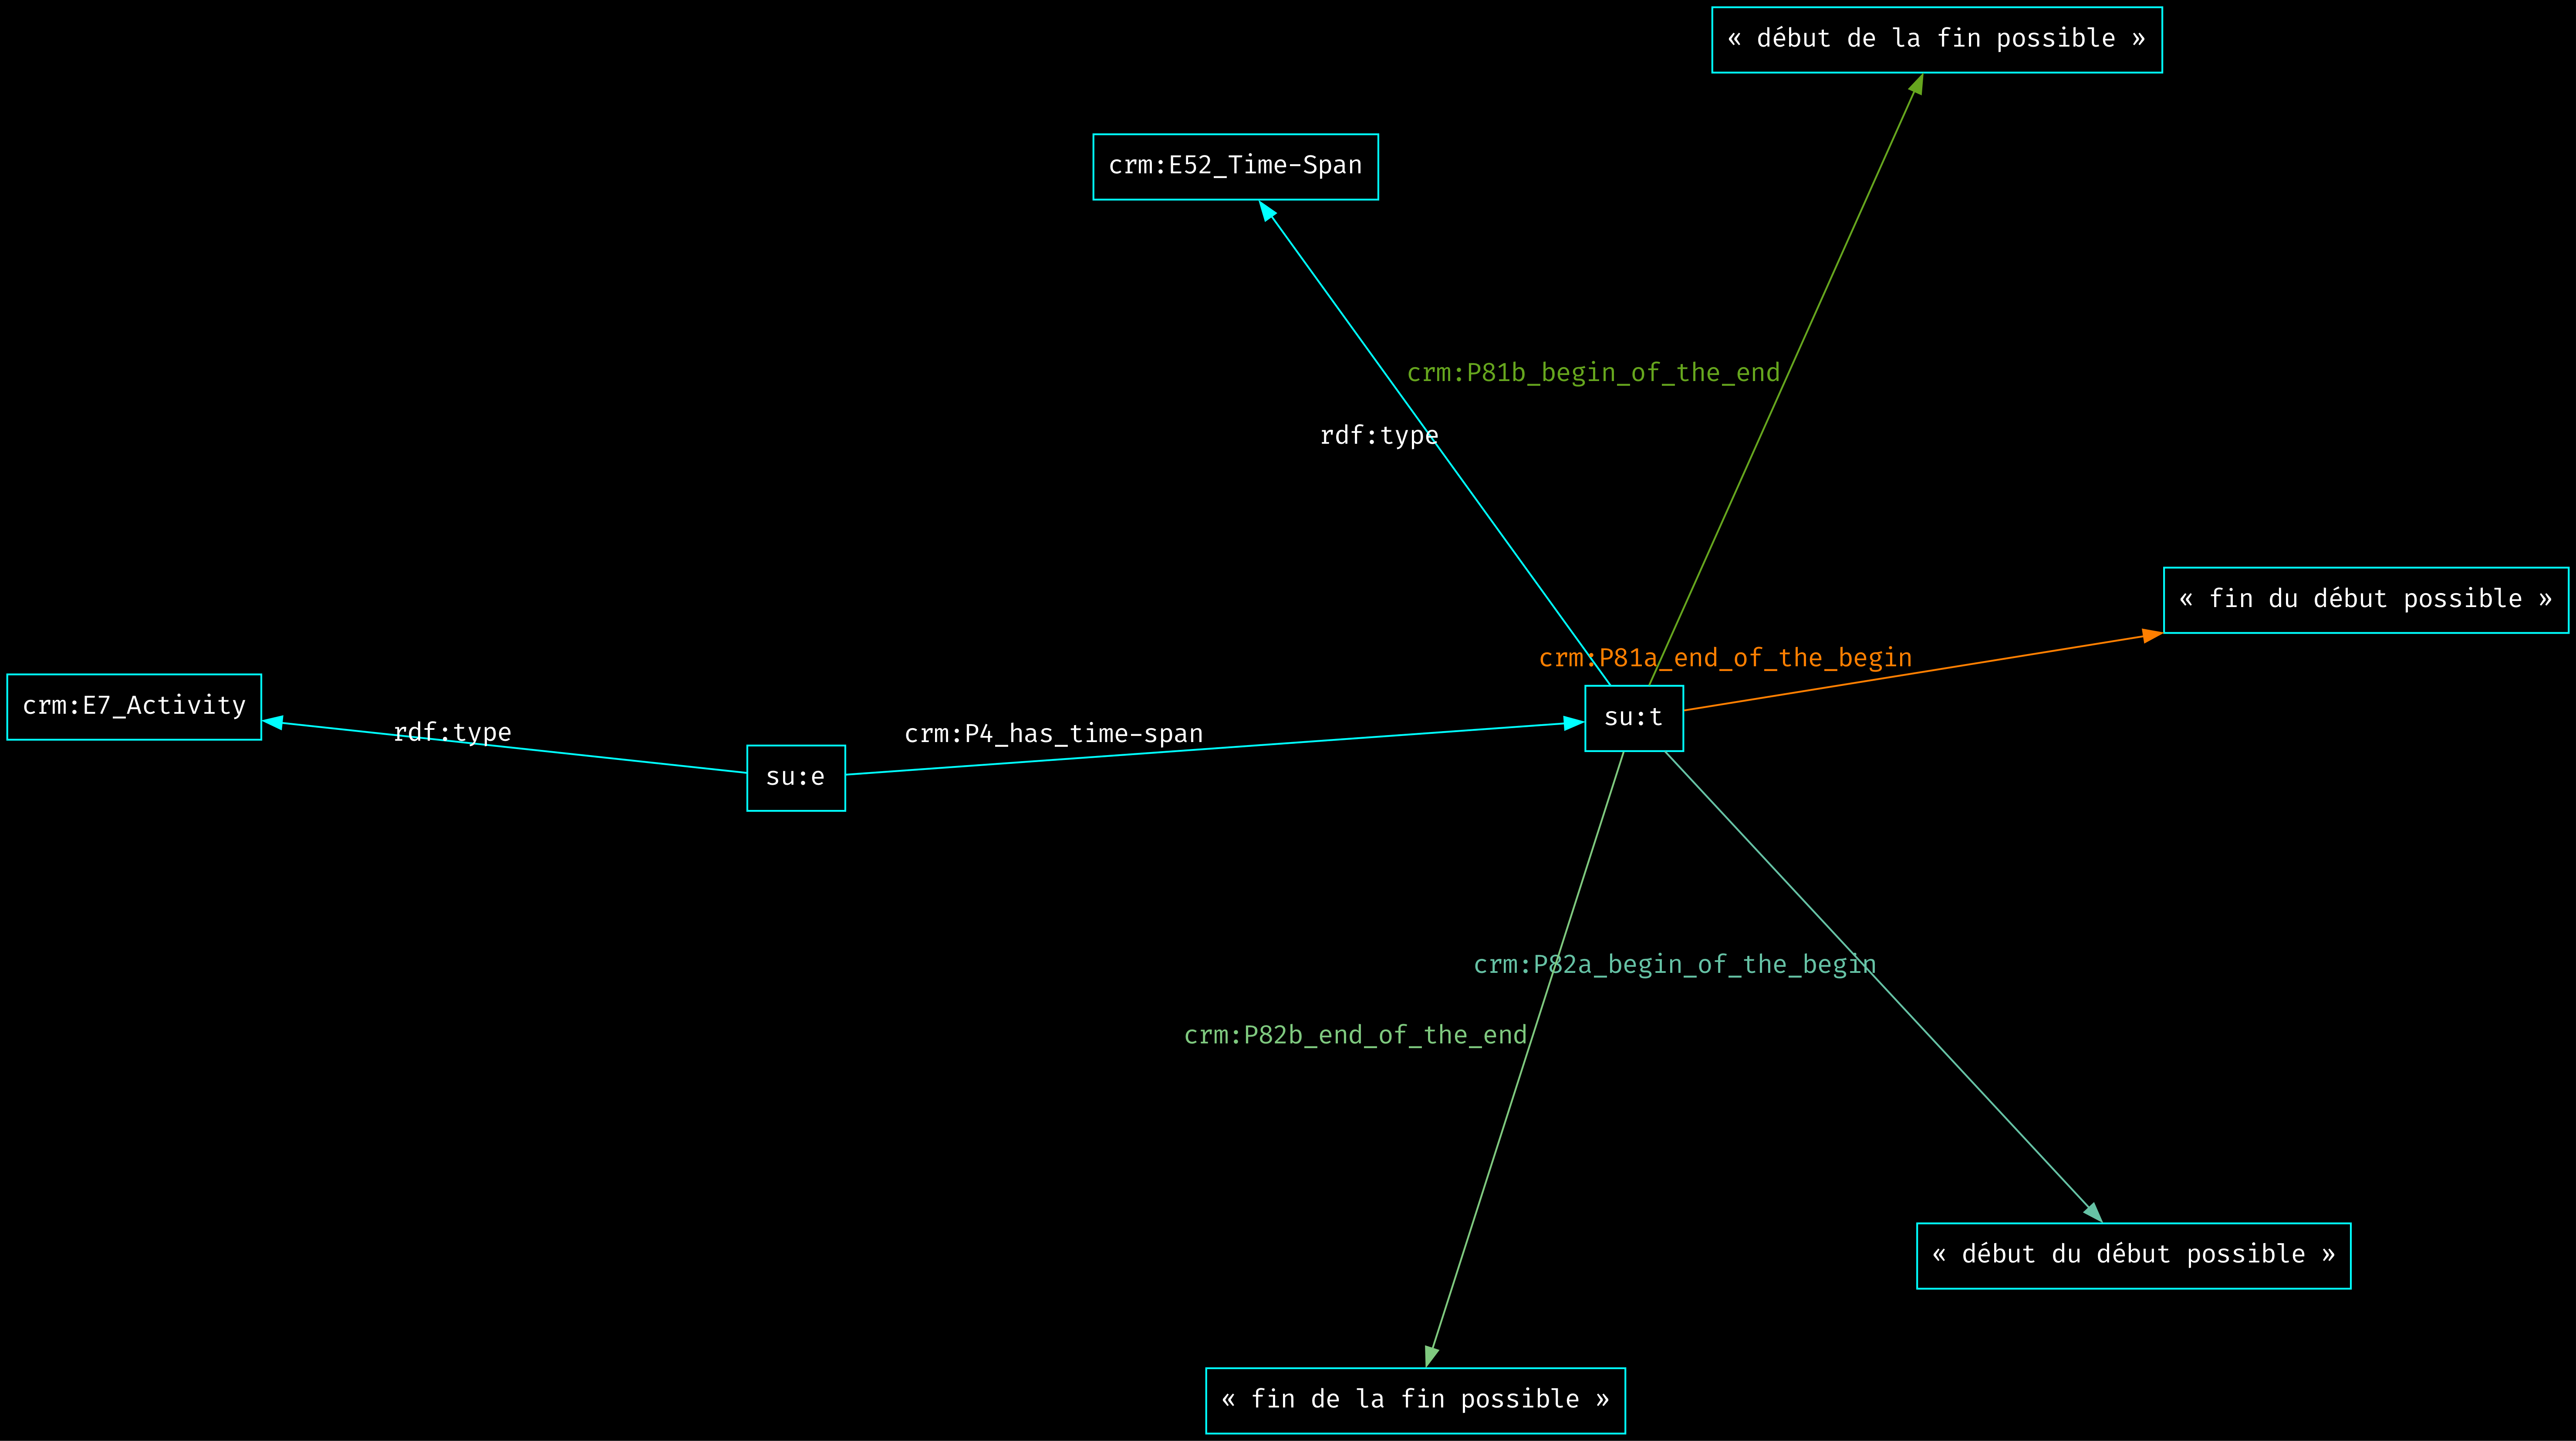 « début de la fin possible »
crm:E52_Time-Span
crm:P81b_begin_of_the_end
rdf:type
« fin du début possible »
crm:P81a_end_of_the_begin
crm:E7_Activity
rdf:type
crm:P4_has_time-span
su:t
su:e
crm:P82a_begin_of_the_begin
crm:P82b_end_of_the_end
« début du début possible »
« fin de la fin possible »